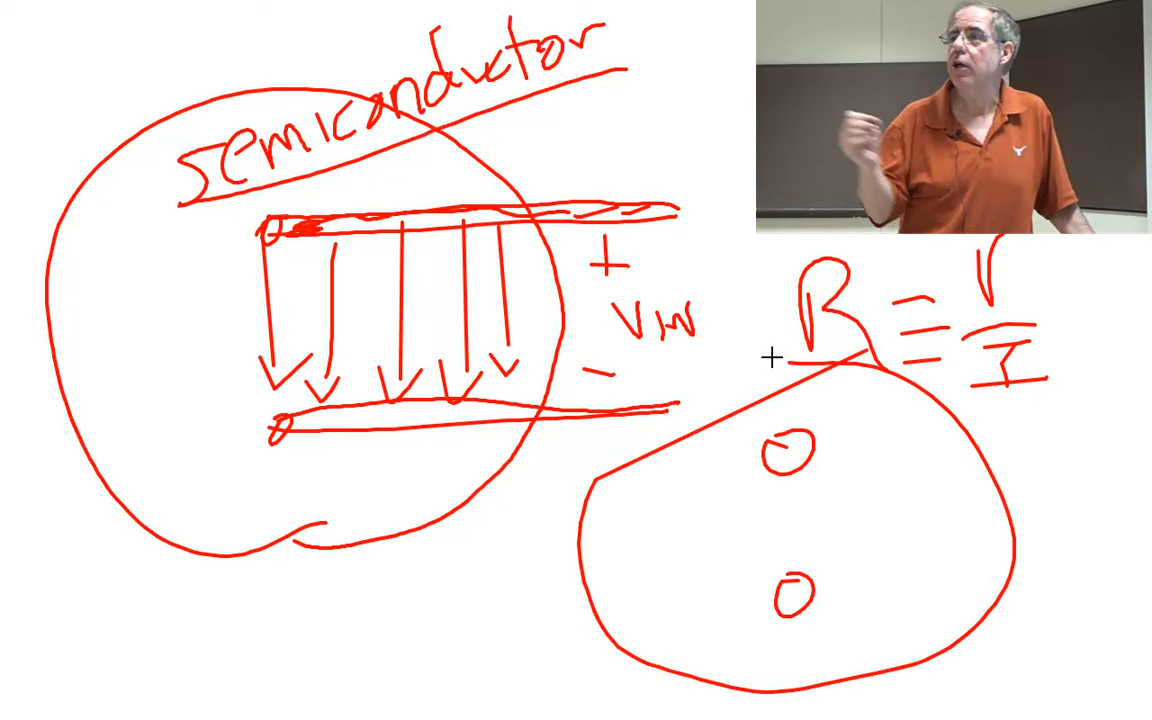 semiconductor
+
VIN
-
R = V
I